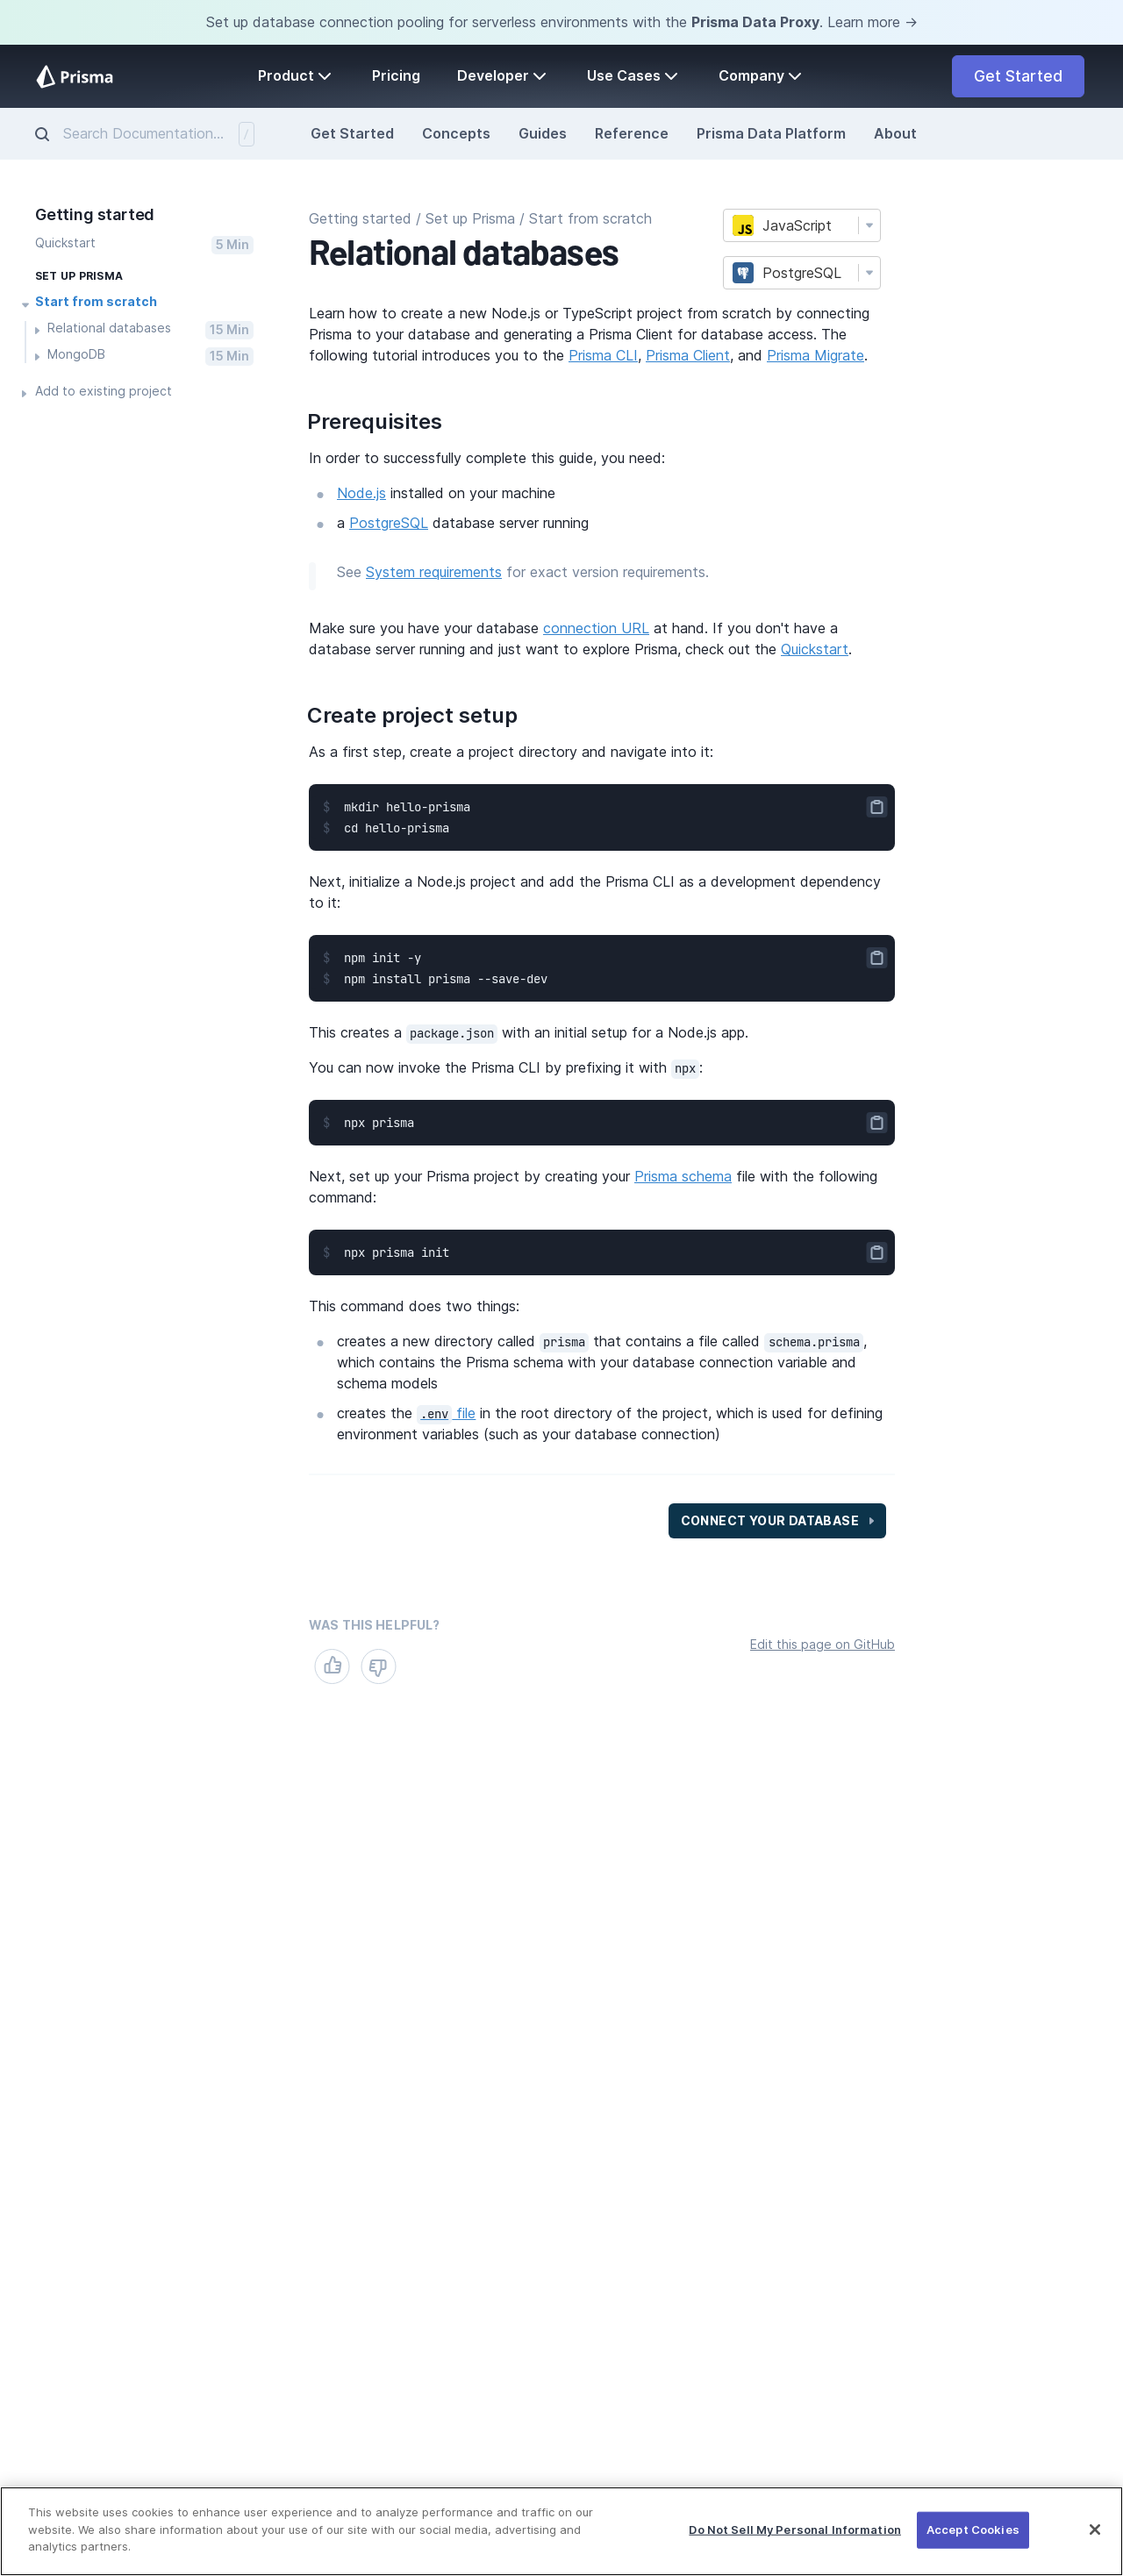 Set up database connection pooling for serverless environments with the Prisma Data Proxy. Learn more →
Prisma
Product
Pricing
Developer
Use Cases
Company
Get Started
Search Documentation...
/
Get Started
Concepts
Guides
Reference
Prisma Data Platform
About
Getting started
Quickstart
5 Min
SET UP PRISMA
Start from scratch
Relational databases
15 Min
MongoDB
15 Min
Add to existing project
Getting started / Set up Prisma / Start from scratch
Relational databases
JS
JavaScript
PostgreSQL
Learn how to create a new Node.js or TypeScript project from scratch by connecting
Prisma to your database and generating a Prisma Client for database access. The
following tutorial introduces you to the Prisma CLI, Prisma Client, and Prisma Migrate.
Prerequisites
In order to successfully complete this guide, you need:
Node.js installed on your machine
a PostgreSQL database server running
See System requirements for exact version requirements.
Make sure you have your database connection URL at hand. If you don't have a
database server running and just want to explore Prisma, check out the Quickstart.
Create project setup
As a first step, create a project directory and navigate into it:
$ mkdir hello-prisma
$ cd hello-prisma
Next, initialize a Node.js project and add the Prisma CLI as a development dependency
to it:
$ npm init -y
$ npm install prisma --save-dev
This creates a package.json with an initial setup for a Node.js app.
You can now invoke the Prisma CLI by prefixing it with npx:
$ npx prisma
Next, set up your Prisma project by creating your Prisma schema file with the following
command:
$ npx prisma init
This command does two things:
creates a new directory called prisma that contains a file called schema.prisma,
which contains the Prisma schema with your database connection variable and
schema models
creates the .env file in the root directory of the project, which is used for defining
environment variables (such as your database connection)
CONNECT YOUR DATABASE
WAS THIS HELPFUL?
Edit this page on GitHub
This website uses cookies to enhance user experience and to analyze performance and traffic on our
website. We also share information about your use of our site with our social media, advertising and
analytics partners.
Do Not Sell My Personal Information
Accept Cookies